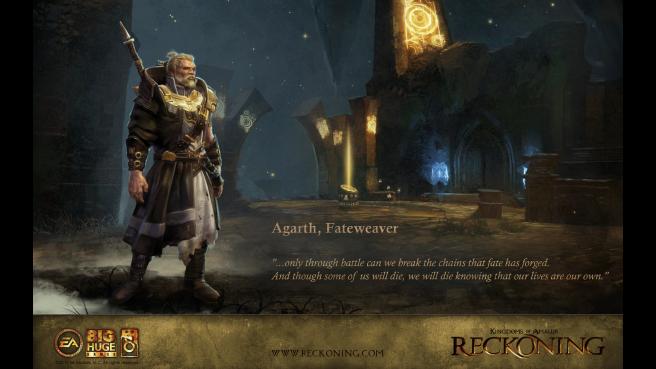 Agarth, Fateweaver
"...only through battle can we break the chains that fate has forged.
And though some of us will die, we will die knowing that our lives are our own."
EA
BIG
HUGE
GAMES
WWW.RECKONING.COM
KINGDOMS OF AMALUR
RECKONING